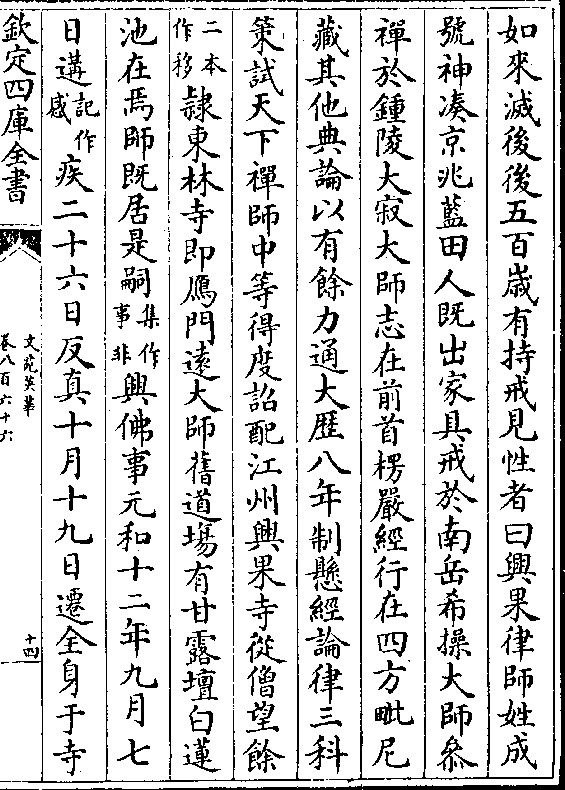 如來滅後後五百歲有持戒見性者曰興果律師姓成
號神湊京兆藍田人既出家具戒於南岳希操大師叅
禪於鍾陵大寂大師志在前首楞嚴經行在四方毗尼
藏其他典論以有餘力通大歷八年制懸經論律三科
策試天下禪師中等得度詔配江州興果寺從僧望餘
二本作移隷東林寺即鴈門遠大師舊道場有甘露壇白蓮
池在焉師既居是嗣集作事非興佛事元和十二年九月七
日遘記作感疾二十六日反真十月十九日遷全身于寺
欽定四庫全書
文苑英華
卷八百六十六
十四